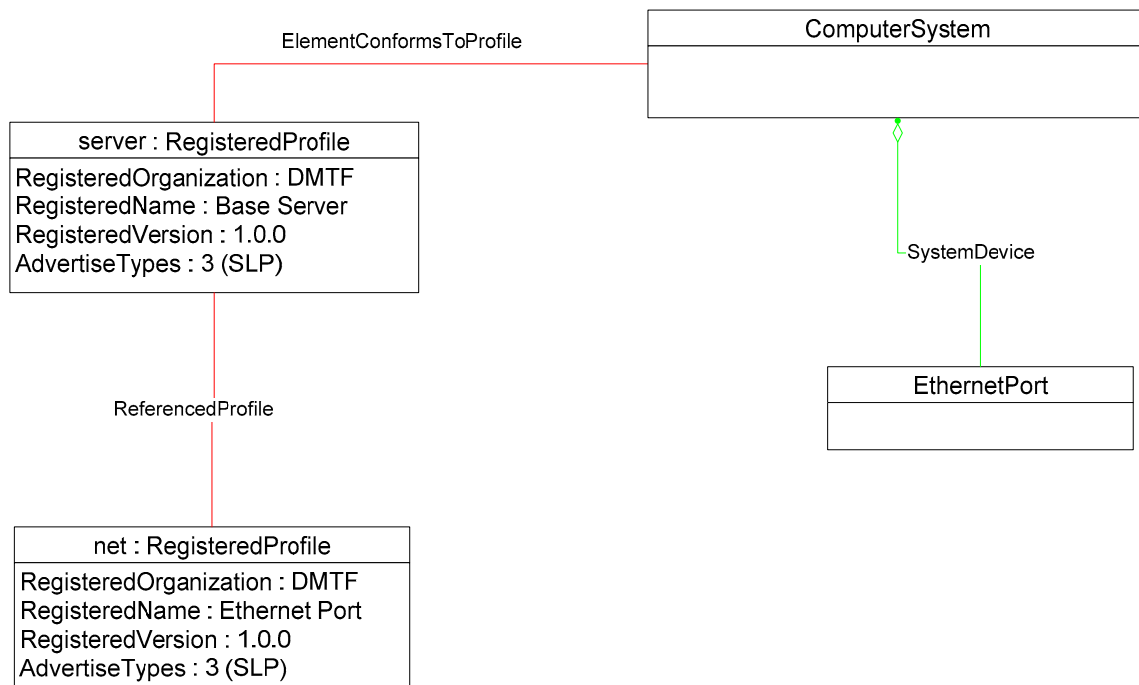 ComputerSystem
ElementConformsToProfile
server : RegisteredProfile
RegisteredOrganization : DMTF
RegisteredName : Base Server
RegisteredVersion : 1.0.0
AdvertiseTypes : 3 (SLP)
SystemDevice
EthernetPort
ReferencedProfile
net : RegisteredProfile
RegisteredOrganization : DMTF
RegisteredName : Ethernet Port
RegisteredVersion : 1.0.0
AdvertiseTypes : 3 (SLP)